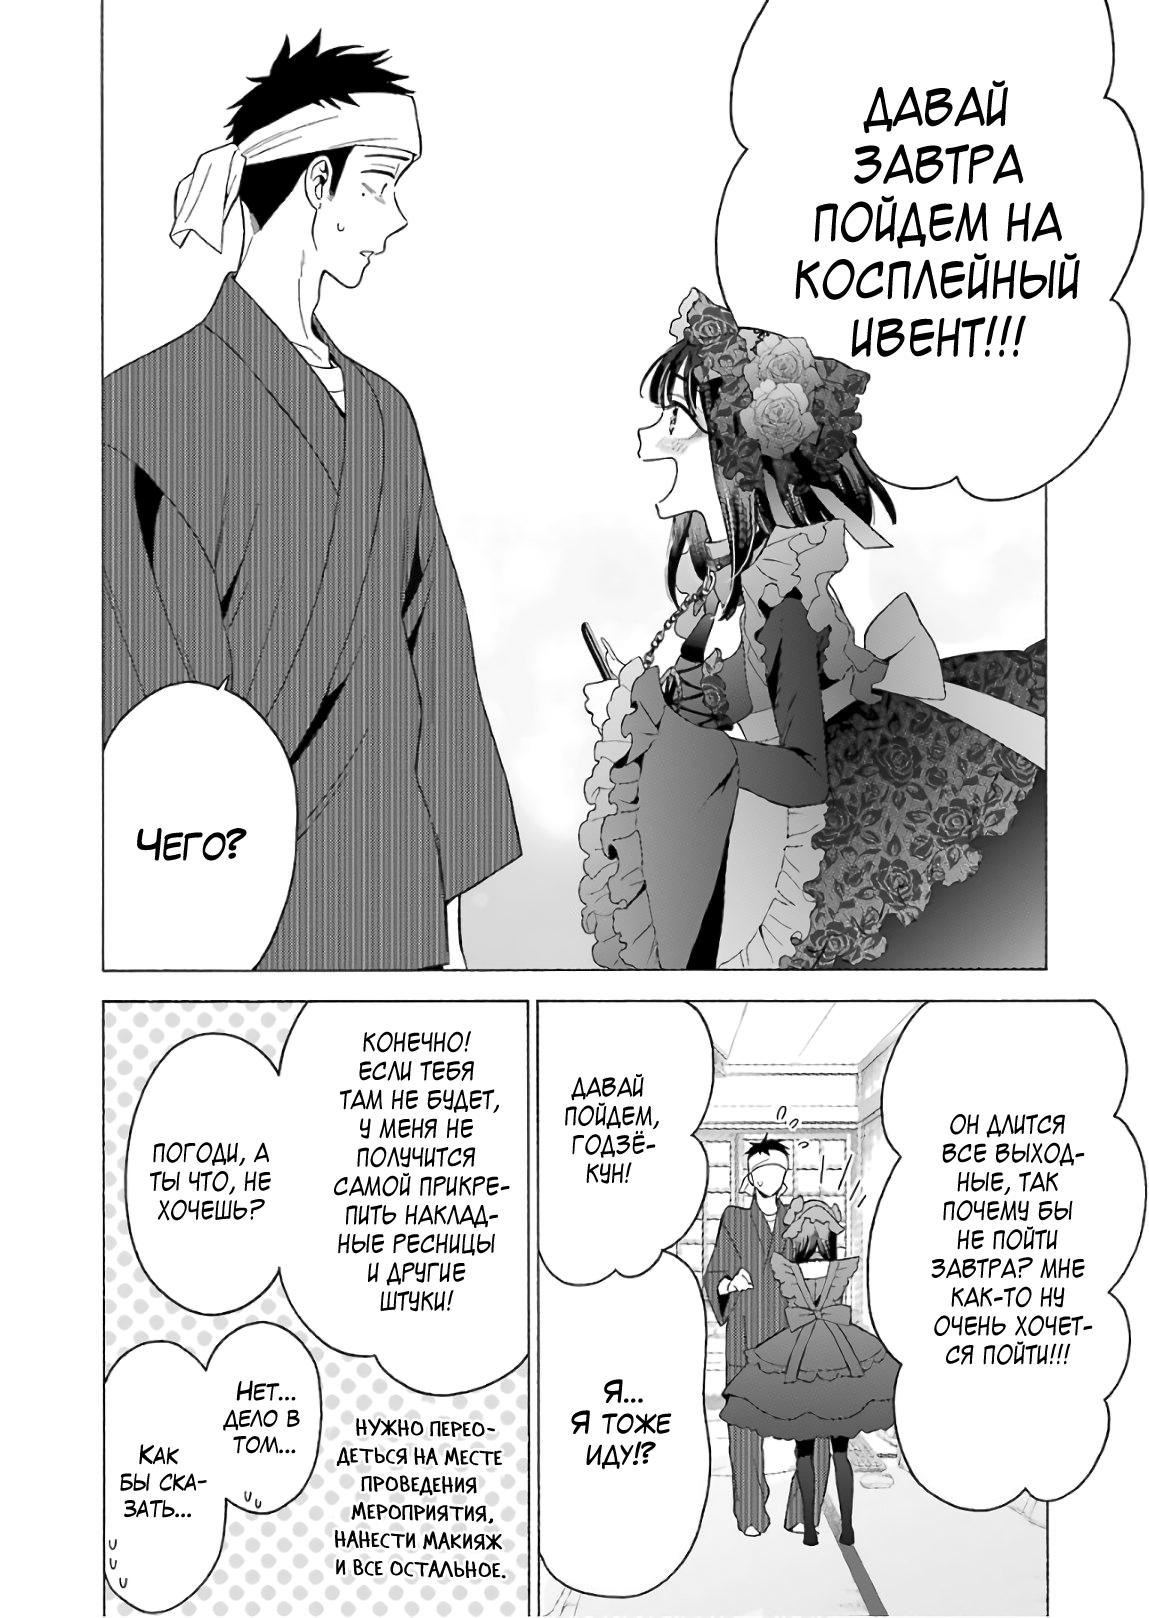 ДАВАЙ
ЗАВТРА
ПОЙДЕМ НА
КОСПЛЕЙНЫЙ
ИВЕНТ!!!
ЧЕГО?
ОН ДЛИТСЯ
ВСЕ ВЫХОД-
НЫЕ, ТАК
ПОЧЕМУ БЫ
НЕ ПОЙТИ
ЗАВТРА? МНЕ
КАК-ТО НУ
ОЧЕНЬ ХОЧЕТ-
СЯ ПОЙТИ!!!
ДАВАЙ
ПОЙДЕМ,
ГОДЗЁ-
КУН!
Я...
Я ТОЖЕ
ИДУ!?
КОНЕЧНО!
ЕСЛИ ТЕБЯ
ТАМ НЕ БУДЕТ,
У МЕНЯ НЕ
ПОЛУЧИТСЯ
САМОЙ ПРИКРЕ-
ПИТЬ НАКЛАД-
НЫЕ РЕСНИЦЫ
И ДРУГИЕ
ШТУКИ!
НУЖНО ПЕРЕО-
ДЕТЬСЯ НА МЕСТЕ
ПРОВЕДЕНИЯ
МЕРОПРИЯТИЯ,
НАНЕСТИ МАКИЯЖ
И ВСЕ ОСТАЛЬНОЕ.
ПОГОДИ, А
ТЫ ЧТО, НЕ
ХОЧЕШЬ?
НЕТ...
ДЕЛО В
ТОМ...
КАК
БЫ СКА-
ЗАТЬ...